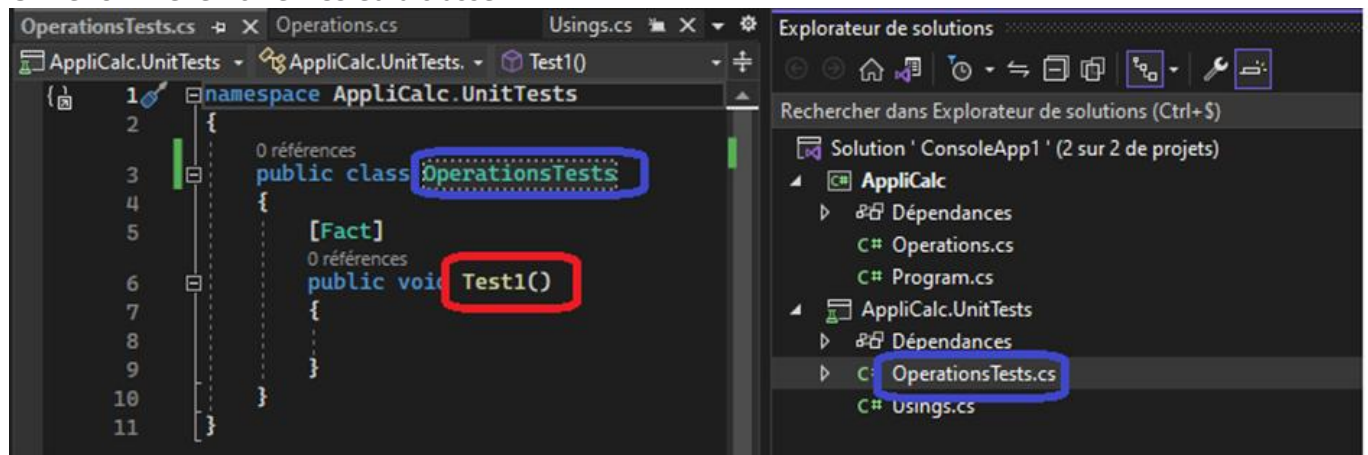 OperationsTests.cs Operations.cs Usings.cs
AppliCalc.UnitTests AppliCalc.UnitTests. Test1()
1 namespace AppliCalc.UnitTests
2 {
0 références
3 public class OperationsTests
4 {
5 [Fact]
0 références
6 public voi Test1()
7 {
8
9 }
10 }
11 }
Explorateur de solutions
Rechercher dans Explorateur de solutions (Ctrl+$)
Solution ' ConsoleApp1 ' (2 sur 2 de projets)
C# AppliCalc
Dépendances
C# Operations.cs
C# Program.cs
AppliCalc.UnitTests
Dépendances
C OperationsTests.cs
C# Usings.cs